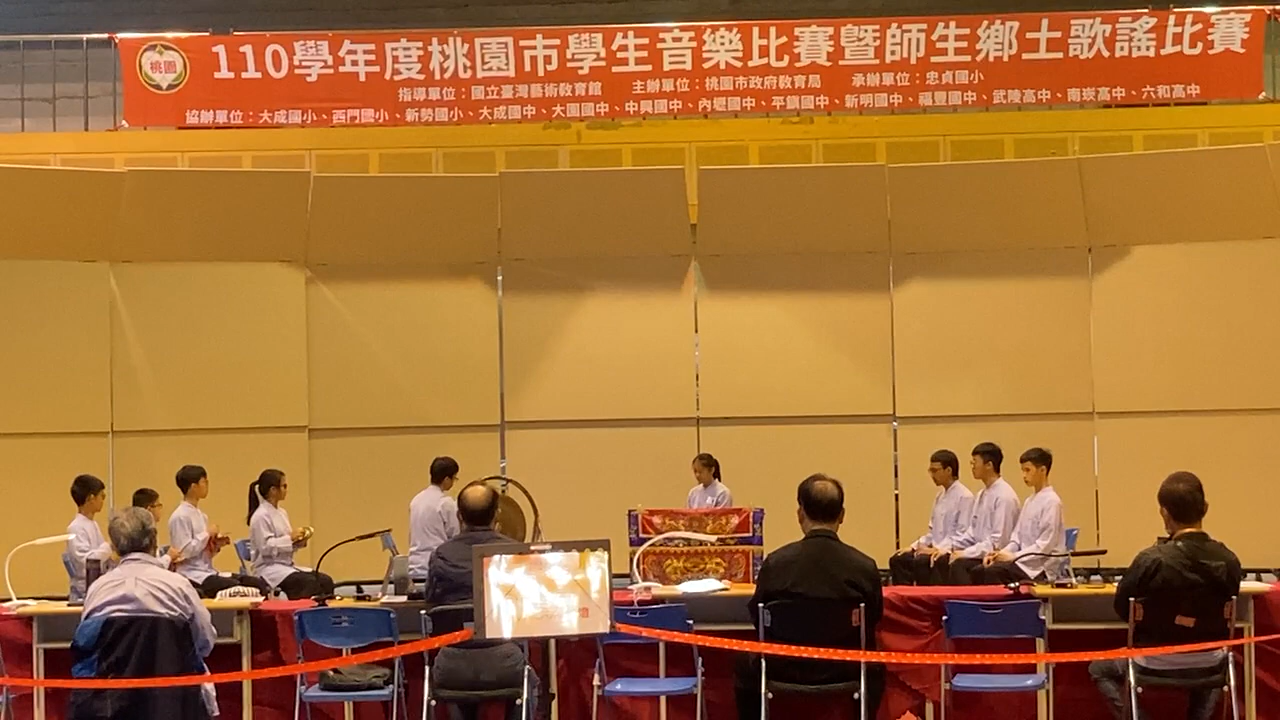 桃園
110學年度桃園市學生音樂比賽暨師生鄉土歌謠比賽
指導單位：國立臺灣藝術教育館 主辦單位：桃園市政府教育局 承辦單位：忠貞國小
協辦單位：大成國小、西門國小、新勢國小、大成國中、大園國中、中興國中、內壢國中、平鎮國中、新明國中、福豐國中、武陵高中、南崁高中、六和高中